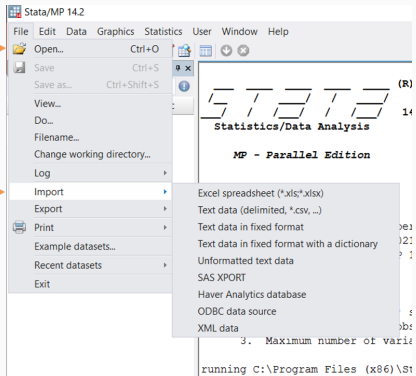 Stata/MP 14.2
File Edit Data Graphics Statistics User Window Help
Open... Ctrl+O
Save Ctrl+S
Save as... Ctrl+Shift+S
View...
Do...
Filename...
Change working directory...
Log
Import
Export
Print
Example datasets...
Recent datasets
Exit
Excel spreadsheet (*.xls;*.xlsx)
Text data (delimited, *.csv, ...)
Text data in fixed format
Text data in fixed format with a dictionary
Unformatted text data
SAS XPORT
Haver Analytics database
ODBC data source
XML data
(R)
14
Statistics/Data Analysis
MP - Parallel Edition
3. Maximum number of varia
running C:\Program Files (x86)\St